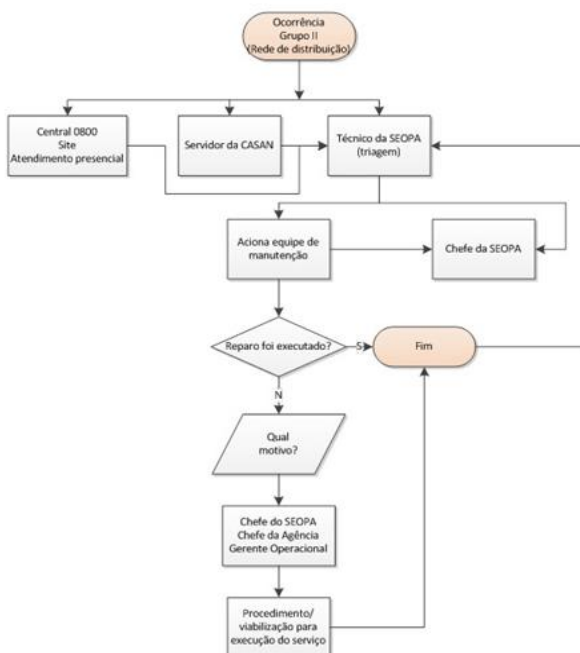 Ocorrência
Grupo II
(Rede de distribuição)
Central 0800
Site
Atendimento presencial
Servidor da CASAN
Técnico da SEOPA
(triagem)
Aciona equipe de
manutenção
Chefe da SEOPA
Reparo foi executado?
S
Fim
N
Qual
motivo?
Chefe do SEOPA
Chefe da Agência
Gerente Operacional
Procedimento/
viabilização para
execução do serviço